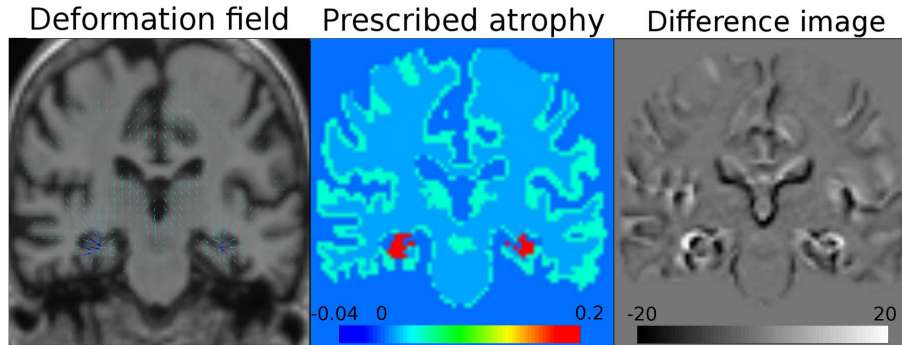 Deformation field
Prescribed atrophy
Difference image
-0.04 0 0.2
-20 20